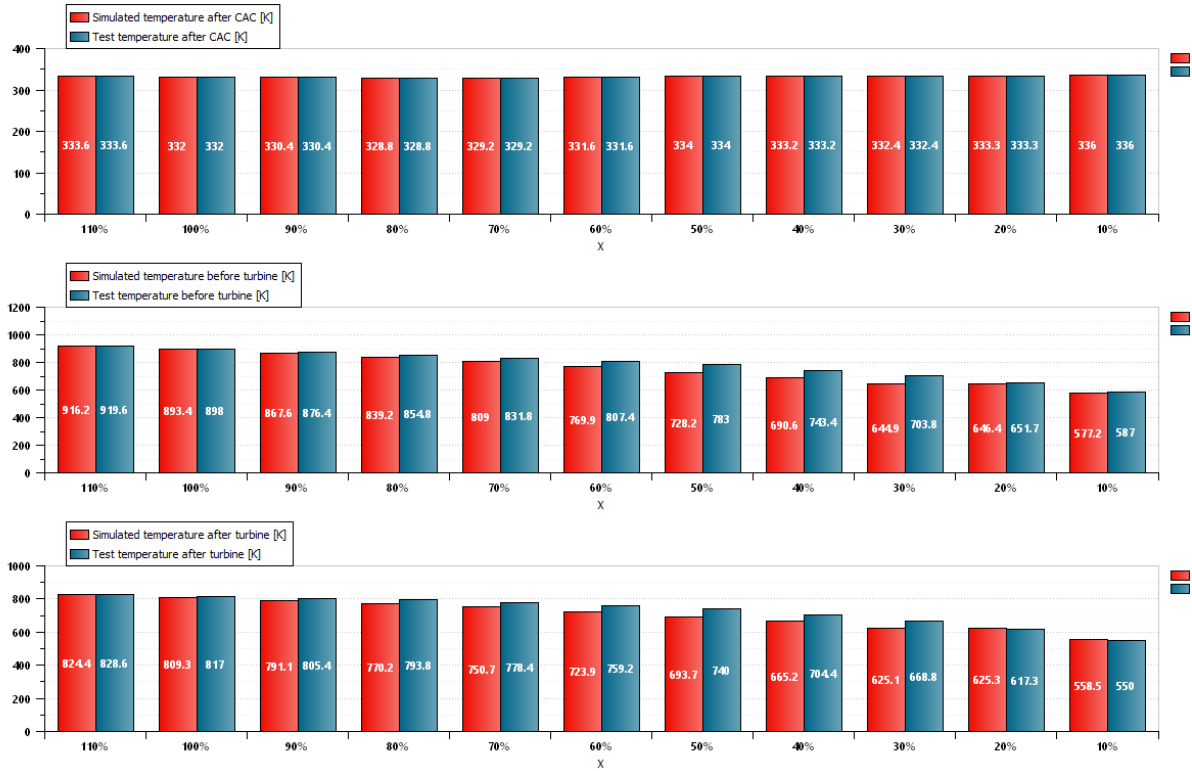 Simulated temperature after CAC [K]
Test temperature after CAC [K]
400
300
200
100
0
333.6 333.6 332 332 330.4 330.4 328.8 328.8 329.2 329.2 331.6 331.6 334 334 333.2 333.2 332.4 332.4 333.3 333.3 336 336
110% 100% 90% 80% 70% 60% 50% 40% 30% 20% 10%
X
Simulated temperature before turbine [K]
Test temperature before turbine [K]
1200
1000
800
600
400
200
0
916.2 919.6 893.4 898 867.6 876.4 839.2 854.8 809 831.8 769.9 807.4 728.2 783 690.6 743.4 644.9 703.8 646.4 651.7 577.2 587
110% 100% 90% 80% 70% 60% 50% 40% 30% 20% 10%
X
Simulated temperature after turbine [K]
Test temperature after turbine [K]
1000
800
600
400
200
0
824.4 828.6 809.3 817 791.1 805.4 770.2 793.8 750.7 778.4 723.9 759.2 693.7 740 665.2 704.4 625.1 668.8 625.3 617.3 558.5 550
110% 100% 90% 80% 70% 60% 50% 40% 30% 20% 10%
X